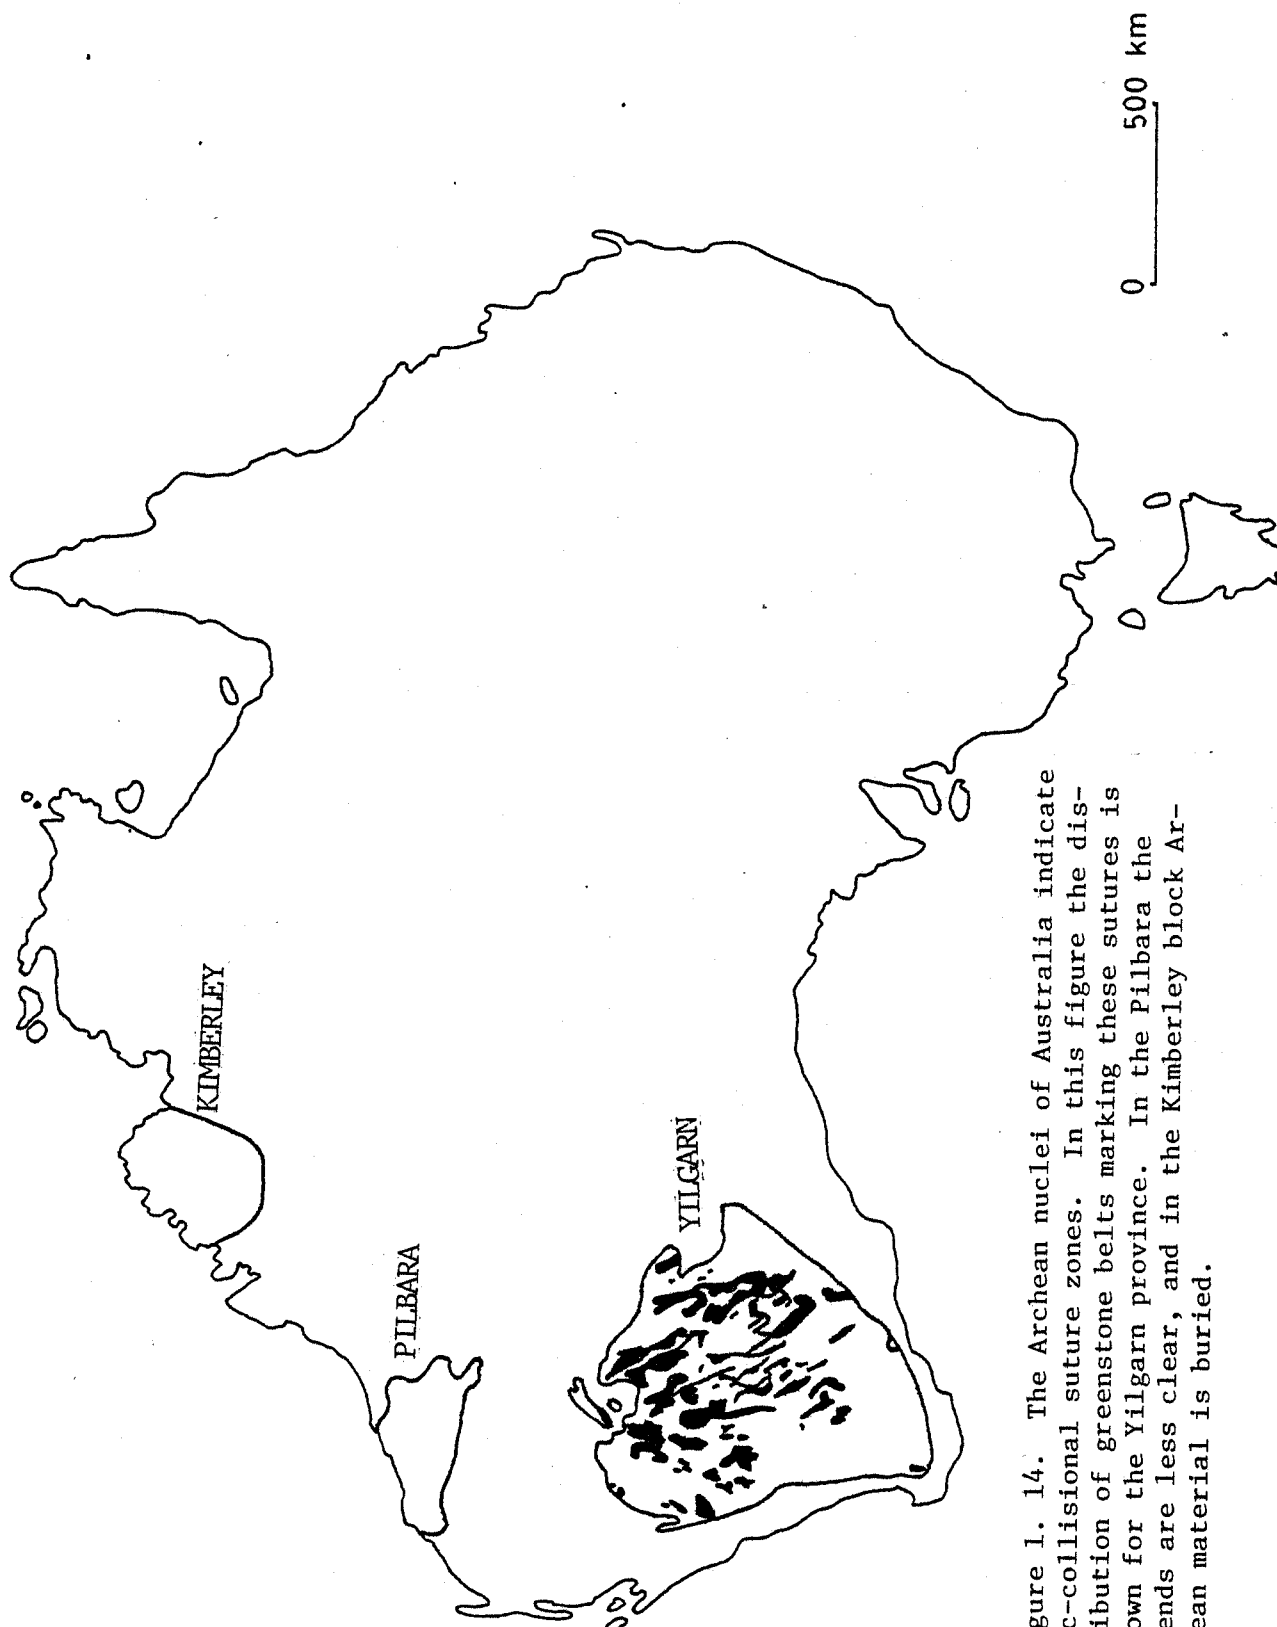 KIMBERLEY
PILBARA
YILGARN
0 500 km
gure 1. 14. The Archean nuclei of Australia indicate
c-collisional suture zones. In this figure the dis-
ibution of greenstone belts marking these sutures is
own for the Yilgarn province. In the Pilbara the
ends are less clear, and in the Kimberley block Ar-
ean material is buried.